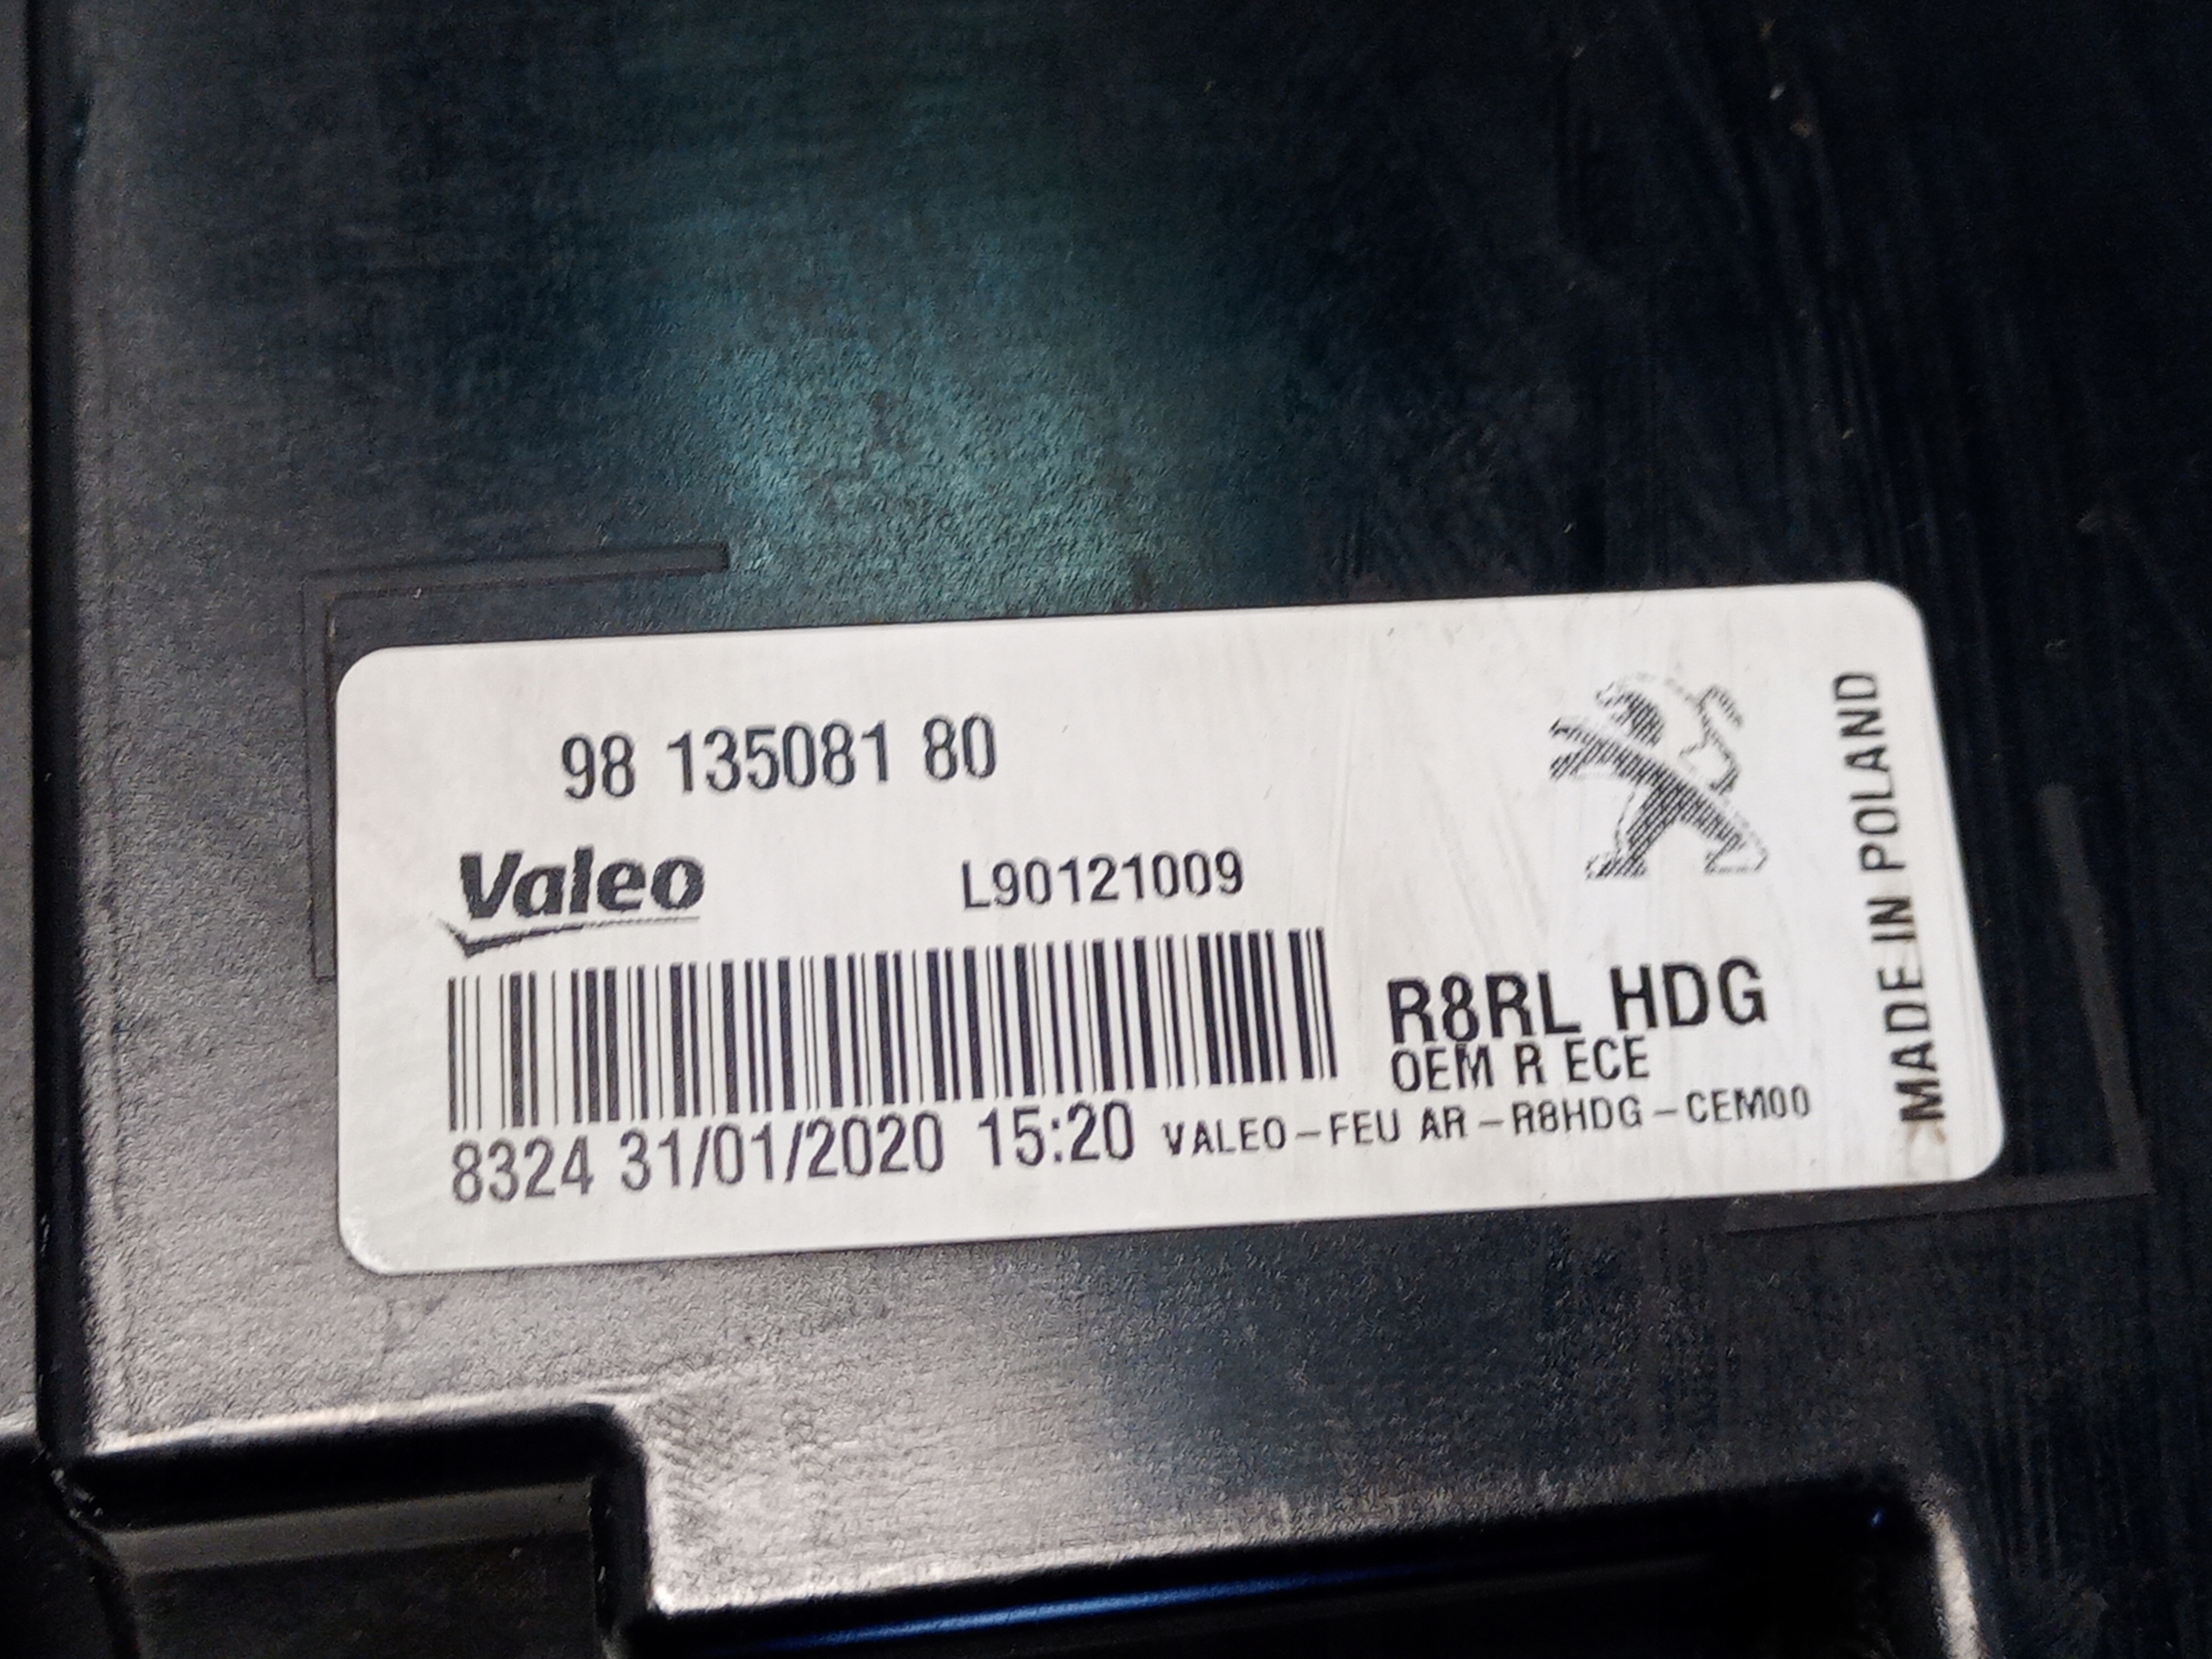 98 135081 80
Valeo
L90121009
R8RL HDG
OEM R ECE
8324 31/01/2020 15:20
VALEO-FEU AR-R8HDG-CEM00
MADE IN POLAND